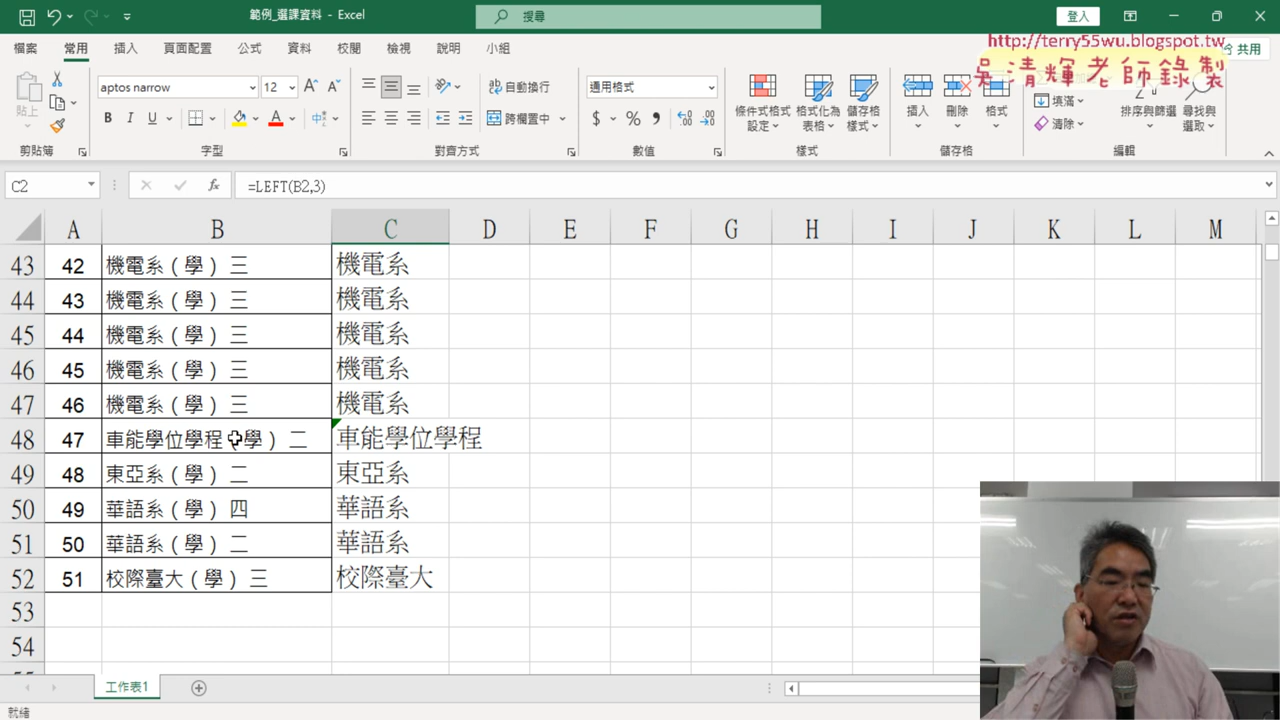 範例_選課資料 - Excel
搜尋
登入
http://terry55wu.blogspot.tw
吳清輝老師錄製
檔案 常用 插入 頁面配置 公式 資料 校閱 檢視 說明 小組 共用
貼上
aptos narrow 12
B I U
自動換行
跨欄置中
通用格式
$ % ,
條件式格式設定
格式化為表格
儲存格樣式
插入
刪除
格式
填滿
清除
排序與篩選
尋找與選取
剪貼簿 字型 對齊方式 數值 樣式 儲存格 編輯
C2 fx =LEFT(B2,3)
A B C D E F G H I J K L M
43 42 機電系（學） 三 機電系
44 43 機電系（學） 三 機電系
45 44 機電系（學） 三 機電系
46 45 機電系（學） 三 機電系
47 46 機電系（學） 三 機電系
48 47 車能學位學程（學） 二 車能學位學程
49 48 東亞系（學） 二 東亞系
50 49 華語系（學） 四 華語系
51 50 華語系（學） 二 華語系
52 51 校際臺大（學） 三 校際臺大
53
54
工作表1
就緒